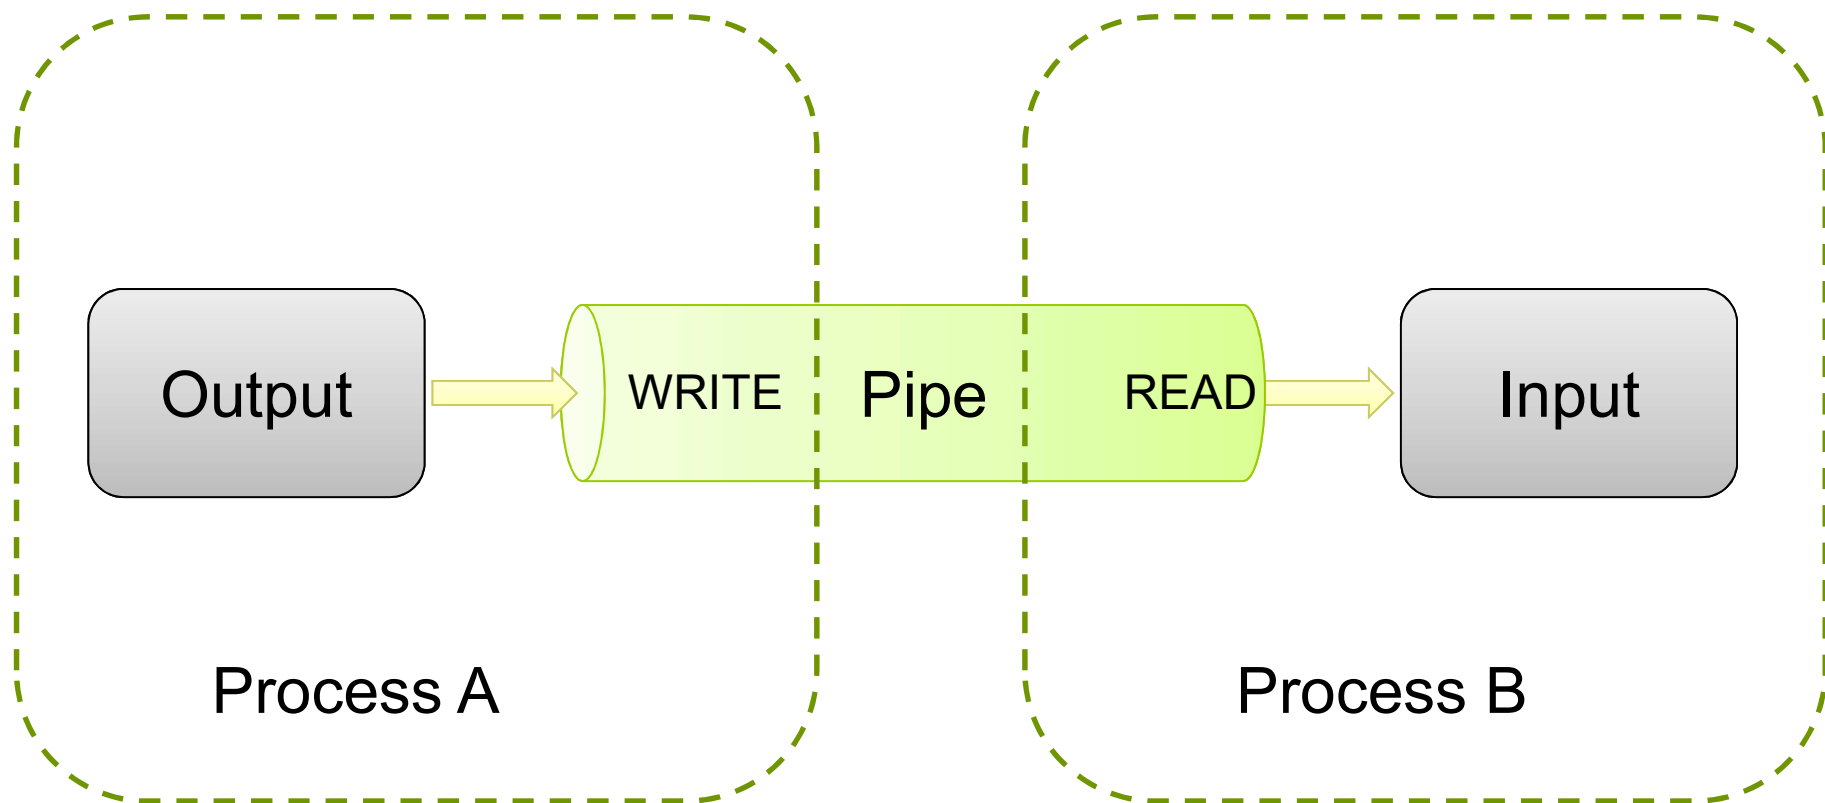 Output
WRITE
Pipe
READ
Input
Process A
Process B